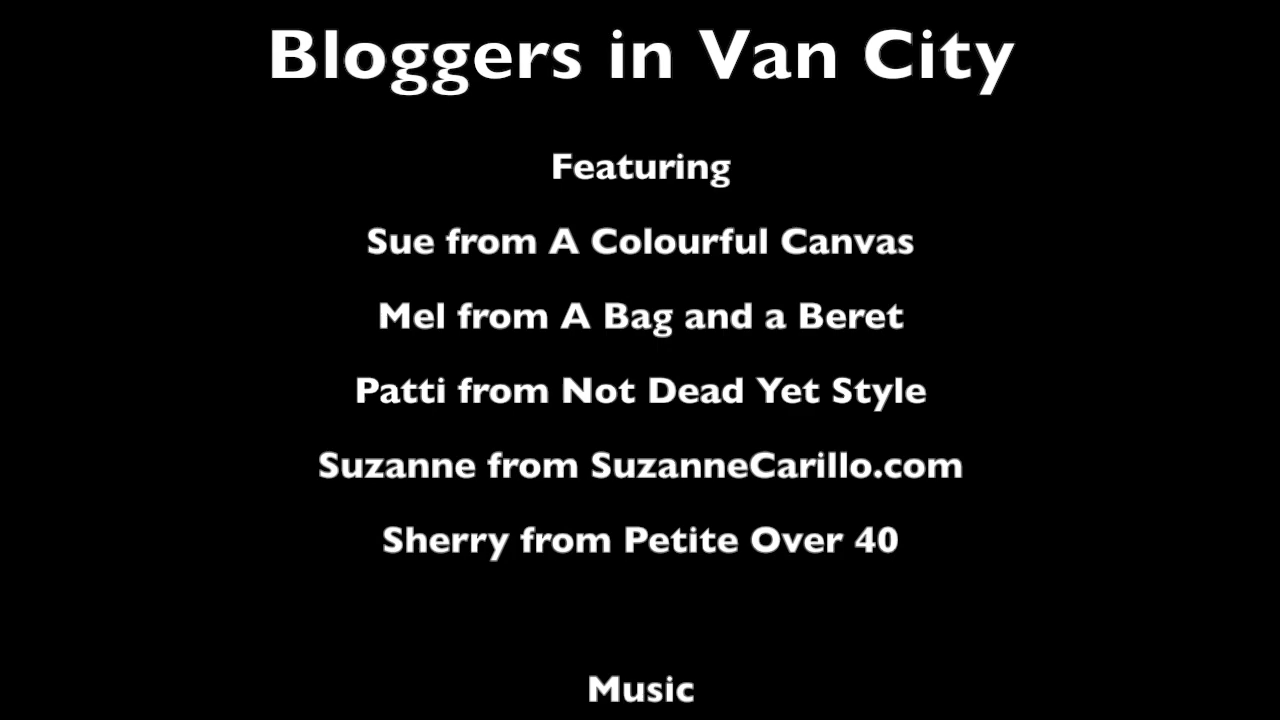 Bloggers in Van City
Featuring
Sue from A Colourful Canvas
Mel from A Bag and a Beret
Patti from Not Dead Yet Style
Suzanne from SuzanneCarillo.com
Sherry from Petite Over 40
Music